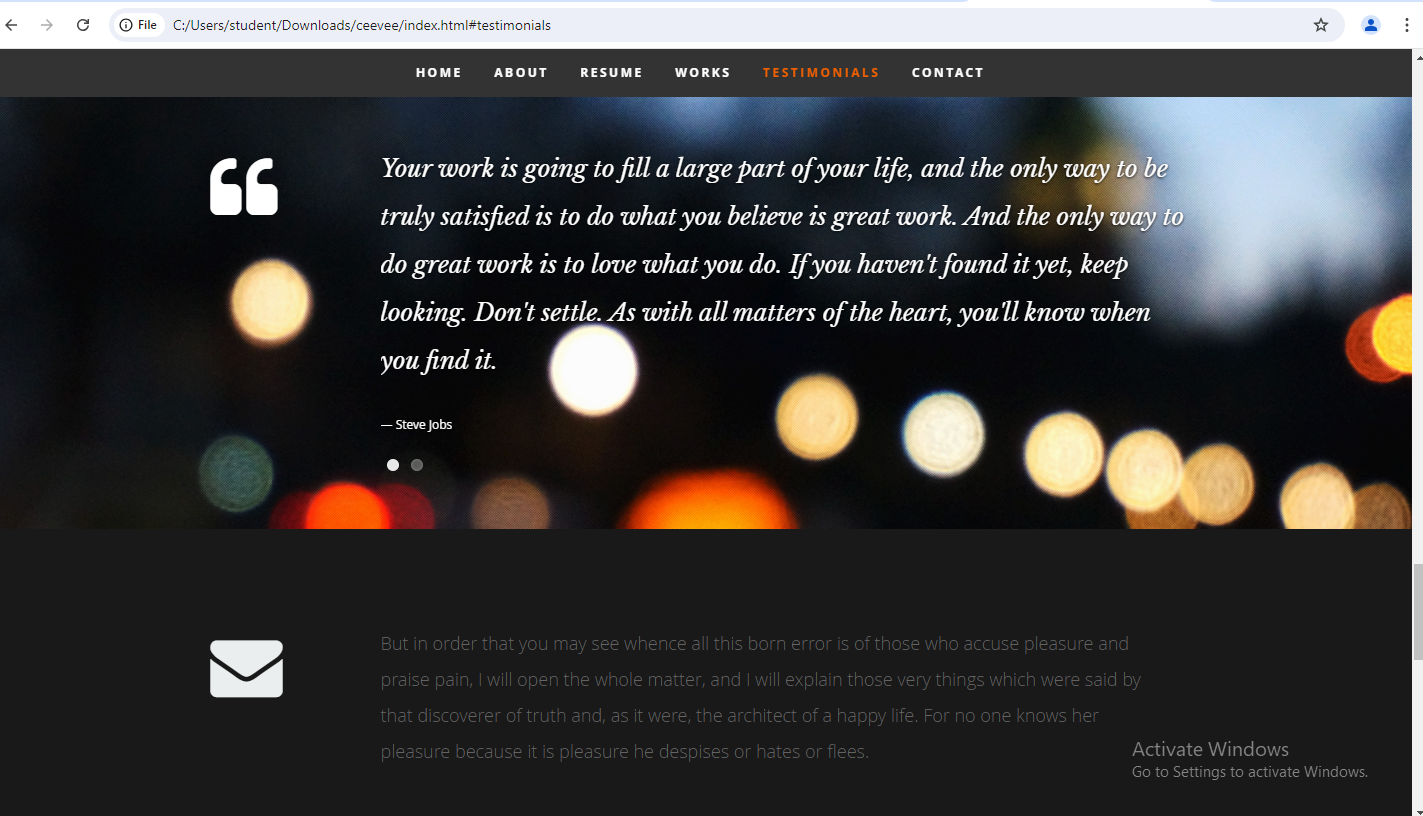 File C:/Users/student/Downloads/ceevee/index.html#testimonials
HOME ABOUT RESUME WORKS TESTIMONIALS CONTACT
Your work is going to fill a large part of your life, and the only way to be
truly satisfied is to do what you believe is great work. And the only way to
do great work is to love what you do. If you haven't found it yet, keep
looking. Don't settle. As with all matters of the heart, you'll know when
you find it.
— Steve Jobs
But in order that you may see whence all this born error is of those who accuse pleasure and
praise pain, I will open the whole matter, and I will explain those very things which were said by
that discoverer of truth and, as it were, the architect of a happy life. For no one knows her
pleasure because it is pleasure he despises or hates or flees.
Activate Windows
Go to Settings to activate Windows.